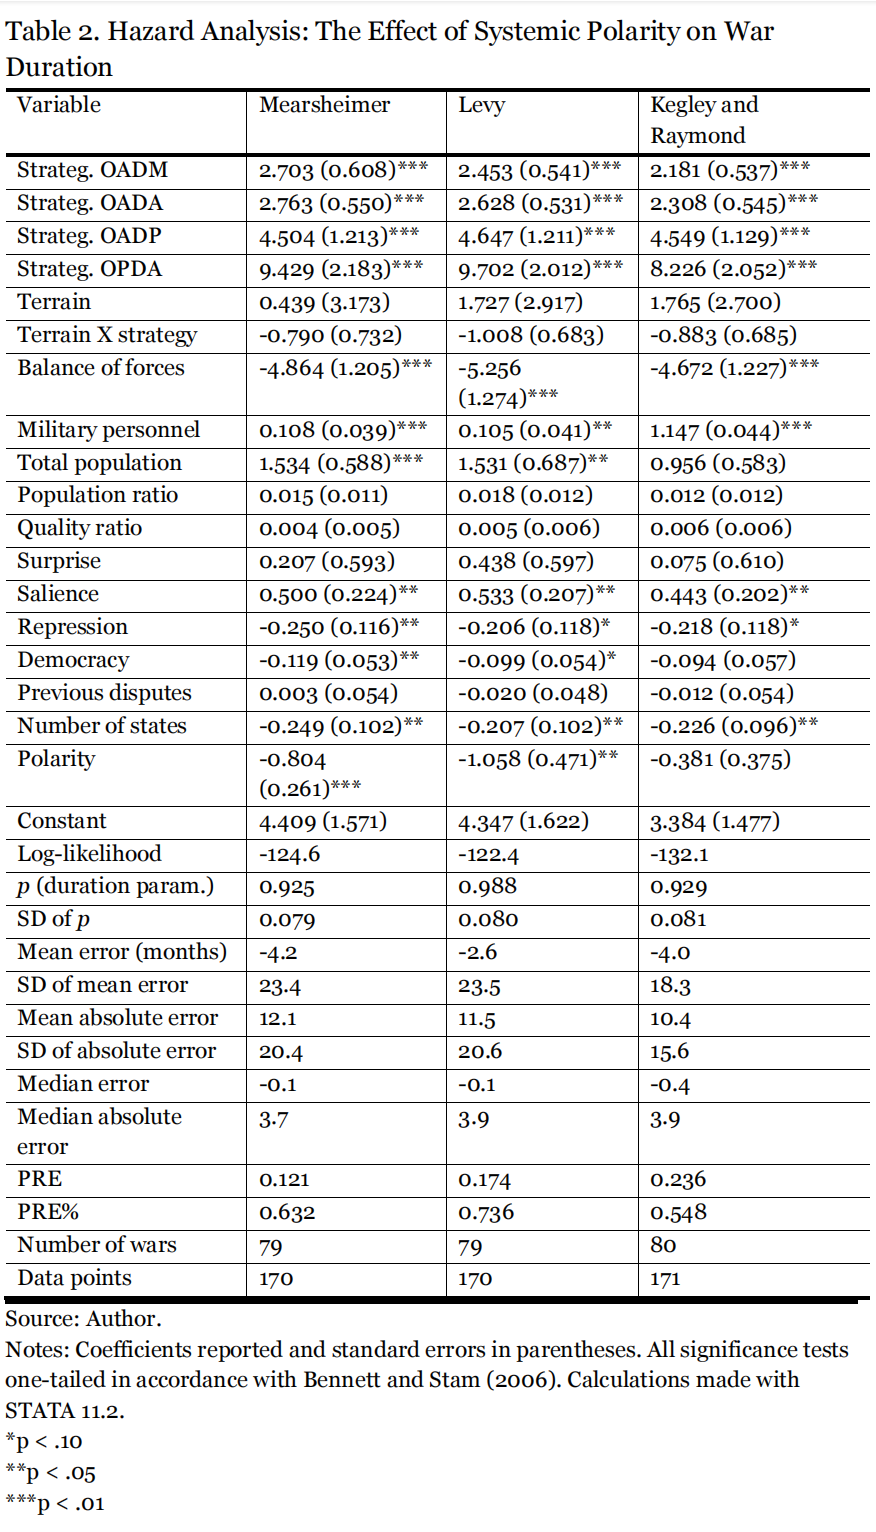 Table 2. Hazard Analysis: The Effect of Systemic Polarity on War
Duration
Variable Mearsheimer Levy Kegley and
Raymond
Strateg. OADM 2.703 (0.608)*** 2.453 (0.541)*** 2.181 (0.537)***
Strateg. OADA 2.763 (0.550)*** 2.628 (0.531)*** 2.308 (0.545)***
Strateg. OADP 4.504 (1.213)*** 4.647 (1.211)*** 4.549 (1.129)***
Strateg. OPDA 9.429 (2.183)*** 9.702 (2.012)*** 8.226 (2.052)***
Terrain 0.439 (3.173) 1.727 (2.917) 1.765 (2.700)
Terrain X strategy -0.790 (0.732) -1.008 (0.683) -0.883 (0.685)
Balance of forces -4.864 (1.205)*** -5.256 -4.672 (1.227)***
(1.274)***
Military personnel 0.108 (0.039)*** 0.105 (0.041)** 1.147 (0.044)***
Total population 1.534 (0.588)*** 1.531 (0.687)** 0.956 (0.583)
Population ratio 0.015 (0.011) 0.018 (0.012) 0.012 (0.012)
Quality ratio 0.004 (0.005) 0.005 (0.006) 0.006 (0.006)
Surprise 0.207 (0.593) 0.438 (0.597) 0.075 (0.610)
Salience 0.500 (0.224)** 0.533 (0.207)** 0.443 (0.202)**
Repression -0.250 (0.116)** -0.206 (0.118)* -0.218 (0.118)*
Democracy -0.119 (0.053)** -0.099 (0.054)* -0.094 (0.057)
Previous disputes 0.003 (0.054) -0.020 (0.048) -0.012 (0.054)
Number of states -0.249 (0.102)** -0.207 (0.102)** -0.226 (0.096)**
Polarity -0.804 -1.058 (0.471)** -0.381 (0.375)
(0.261)***
Constant 4.409 (1.571) 4.347 (1.622) 3.384 (1.477)
Log-likelihood -124.6 -122.4 -132.1
p (duration param.) 0.925 0.988 0.929
SD of p 0.079 0.080 0.081
Mean error (months) -4.2 -2.6 -4.0
SD of mean error 23.4 23.5 18.3
Mean absolute error 12.1 11.5 10.4
SD of absolute error 20.4 20.6 15.6
Median error -0.1 -0.1 -0.4
Median absolute 3.7 3.9 3.9
error
PRE 0.121 0.174 0.236
PRE% 0.632 0.736 0.548
Number of wars 79 79 80
Data points 170 170 171
Source: Author.
Notes: Coefficients reported and standard errors in parentheses. All significance tests
one-tailed in accordance with Bennett and Stam (2006). Calculations made with
STATA 11.2.
*p < .10
**p < .05
***p < .01